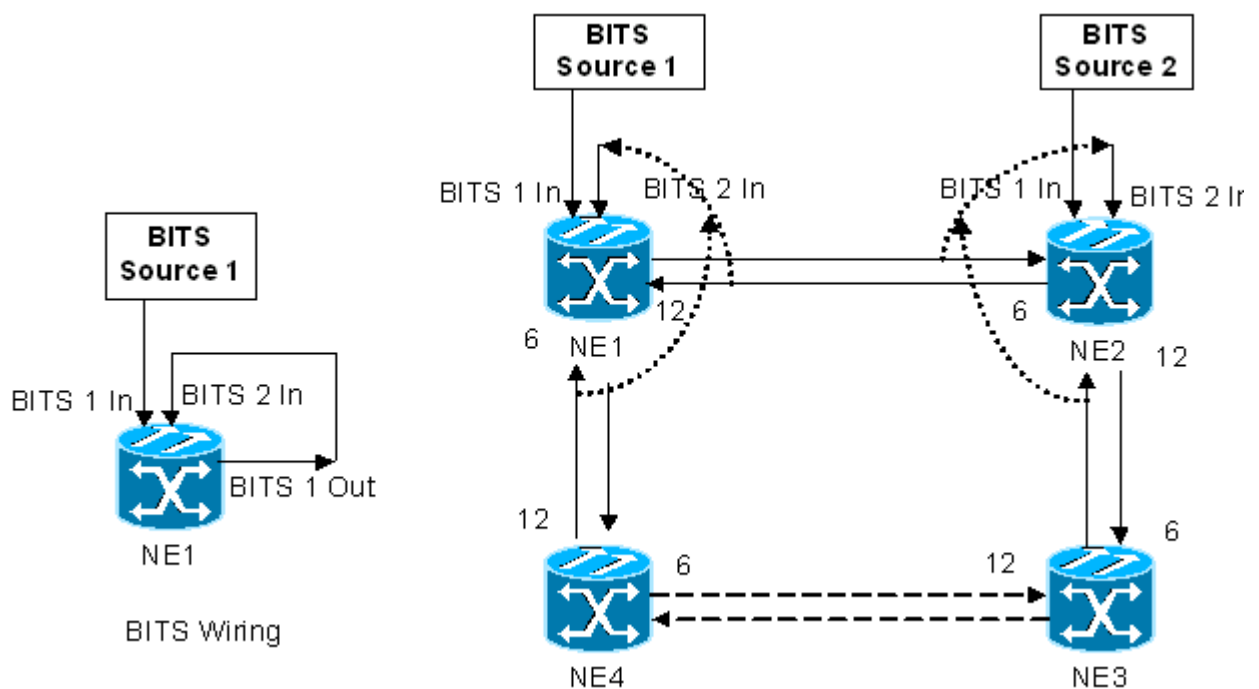 BITS
Source 1
BITS
Source 2
BITS 1 In
BITS 2 In
BITS 1 In
BITS 2 In
BITS
Source 1
12
6
6
NE1
NE2
12
BITS 1 In
BITS 2 In
BITS 1 Out
12
6
NE1
6
12
BITS Wiring
NE4
NE3